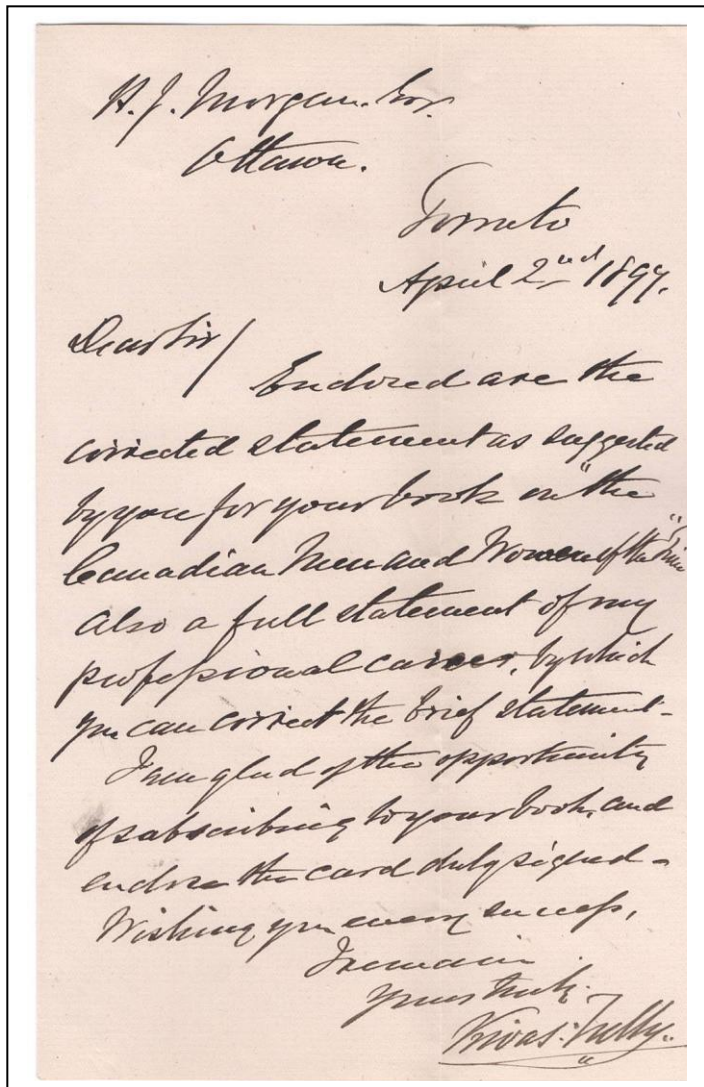 H. J. Morgan. Esq.
Ottawa.
Toronto
April 2nd 1897.
Dear Sir/
Enclosed are the
corrected statement as suggested
by you for your book on "the
Canadian Men and Women of the Time"
Also a full statement of my
professional career, by which
you can correct the brief statement-
I am glad of the opportunity
of subscribing to your book, and
enclose the card duly signed-
Wishing you every success,
I remain
Yours truly.
Kivas: Tully.